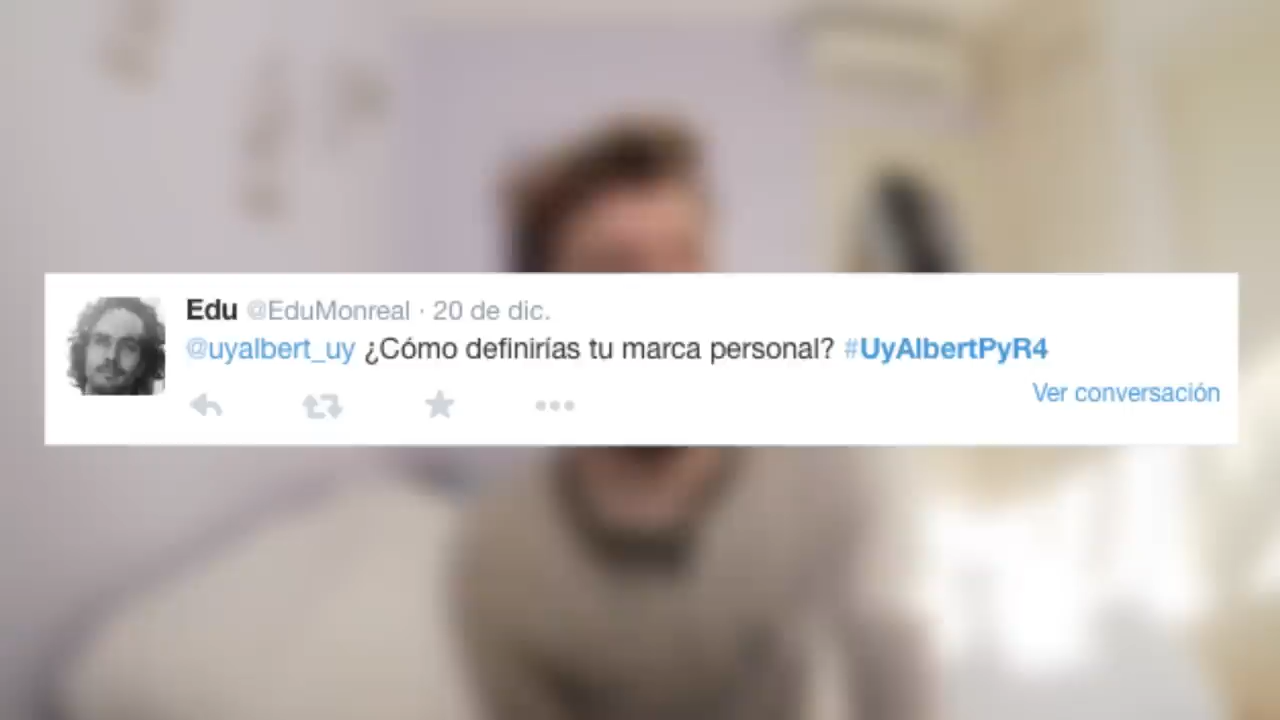 Edu @EduMonreal · 20 de dic.
@uyalbert_uy ¿Cómo definirías tu marca personal? #UyAlbertPyR4
Ver conversación